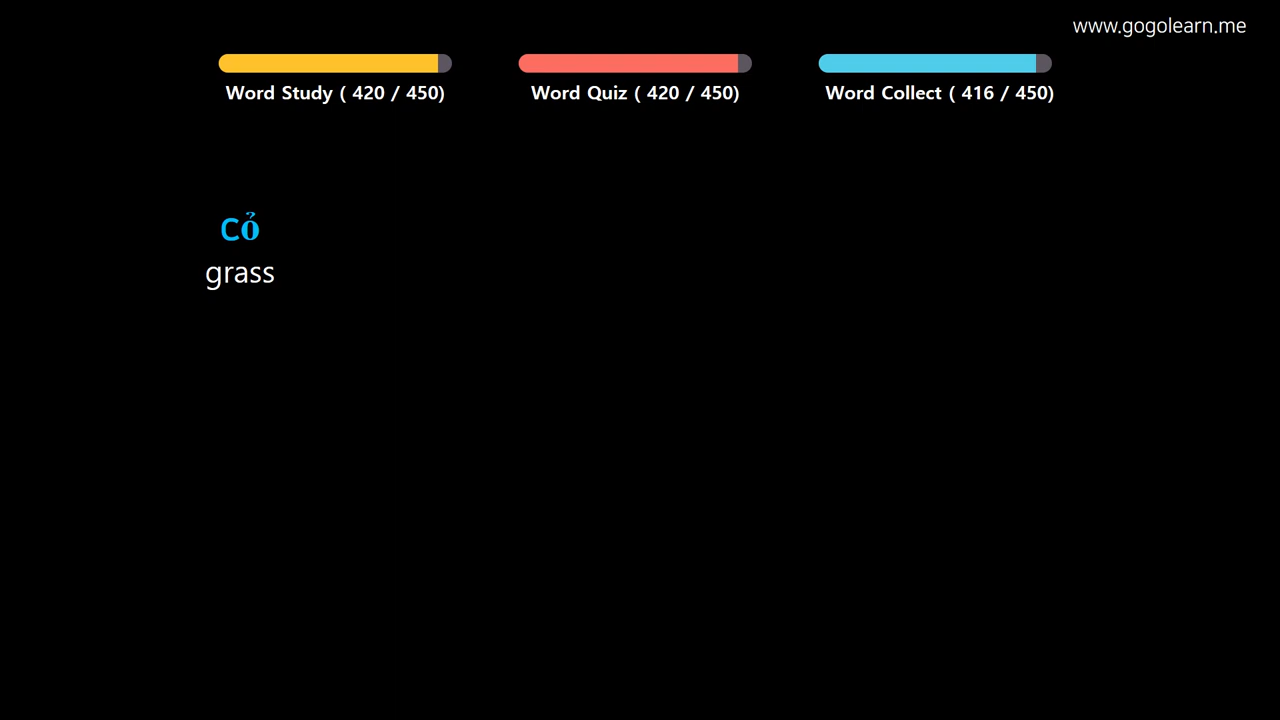 www.gogolearn.me
Word Study ( 420 / 450)
Word Quiz ( 420 / 450)
Word Collect ( 416 / 450)
Cỏ
grass